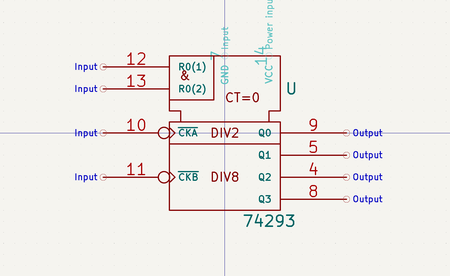 7 Input
14 Power input
GND
VCC
Input 12 R0(1)
&
Input 13 R0(2)
CT=0
U
Input 10 CKA DIV2 Q0 9 Output
Q1 5 Output
Input 11 CKB DIV8 Q2 4 Output
Q3 8 Output
74293